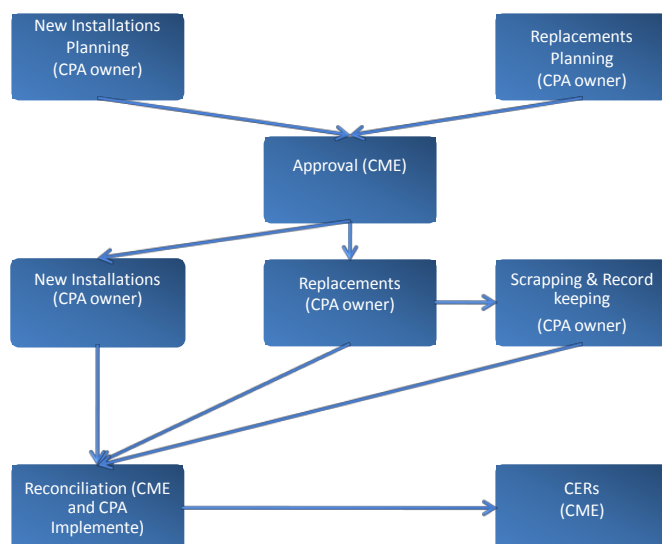 New Installations
Planning
(CPA owner)
Replacements
Planning
(CPA owner)
Approval (CME)
New Installations
(CPA owner)
Replacements
(CPA owner)
Scrapping & Record
keeping
(CPA owner)
Reconciliation (CME
and CPA
Implemente)
CERs
(CME)